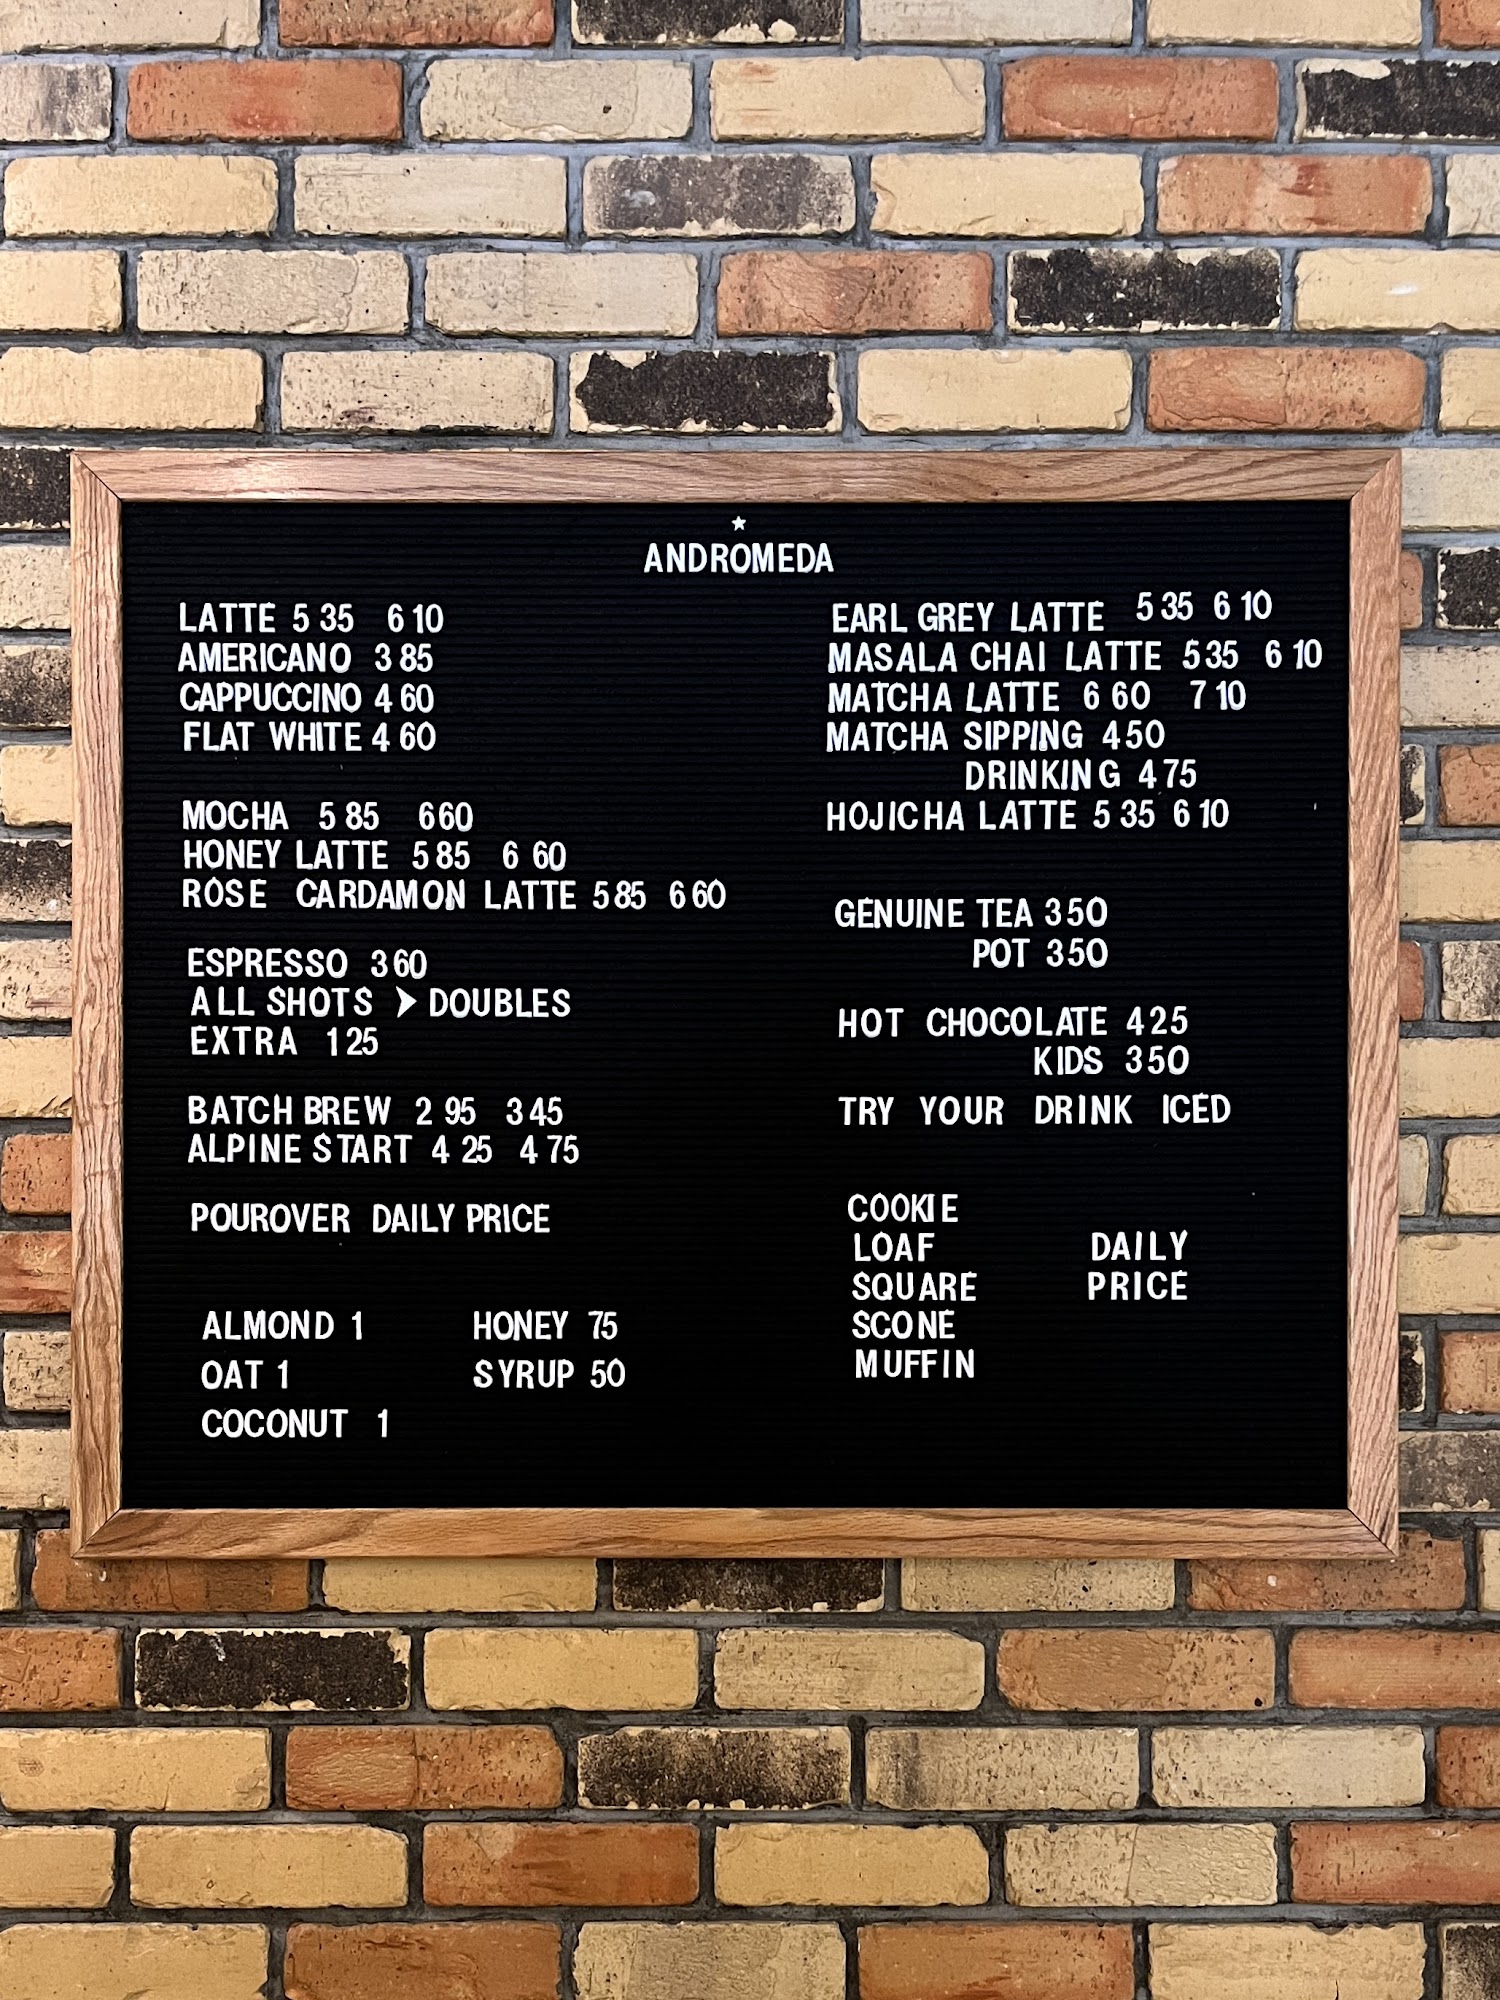 ANDROMEDA
LATTE 5 35 6 10
AMERICANO 3 85
CAPPUCCINO 4 60
FLAT WHITE 4 60
MOCHA 5 85 6 60
HONEY LATTE 5 85 6 60
ROSE CARDAMON LATTE 5 85 6 60
ESPRESSO 3 60
ALL SHOTS > DOUBLES
EXTRA 1 25
BATCH BREW 2 95 3 45
ALPINE START 4 25 4 75
POUROVER DAILY PRICE
ALMOND 1 HONEY 75
OAT 1 SYRUP 50
COCONUT 1
EARL GREY LATTE 5 35 6 10
MASALA CHAI LATTE 5 35 6 10
MATCHA LATTE 6 60 7 10
MATCHA SIPPING 4 50
DRINKING 4 75
HOJICHA LATTE 5 35 6 10
GENUINE TEA 3 50
POT 3 50
HOT CHOCOLATE 4 25
KIDS 3 50
TRY YOUR DRINK ICED
COOKIE
LOAF DAILY
SQUARE PRICE
SCONE
MUFFIN